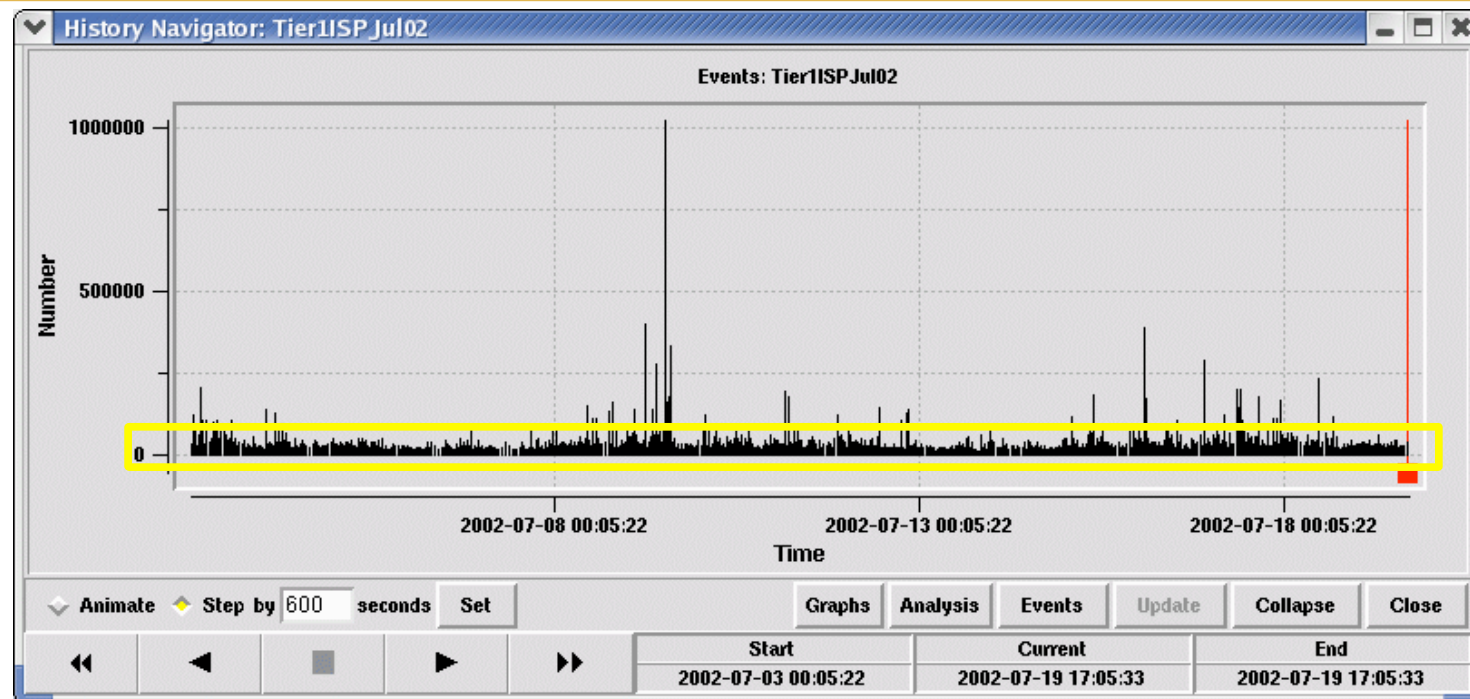 History Navigator: Tier1ISPJul02
Events: Tier1ISPJul02
1000000
500000
0
Number
2002-07-08 00:05:22 2002-07-13 00:05:22 2002-07-18 00:05:22
Time
Animate Step by 600 seconds Set Graphs Analysis Events Update Collapse Close
Start Current End
2002-07-03 00:05:22 2002-07-19 17:05:33 2002-07-19 17:05:33